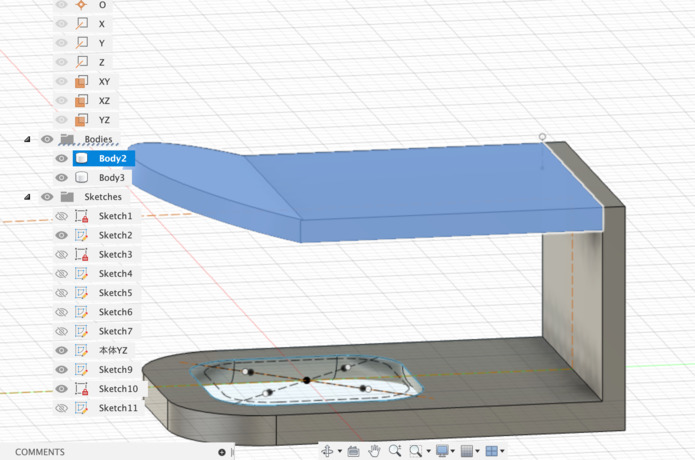 O
X
Y
Z
XY
XZ
YZ
Bodies
Body2
Body3
Sketches
Sketch1
Sketch2
Sketch3
Sketch4
Sketch5
Sketch6
Sketch7
本体YZ
Sketch9
Sketch10
Sketch11
COMMENTS